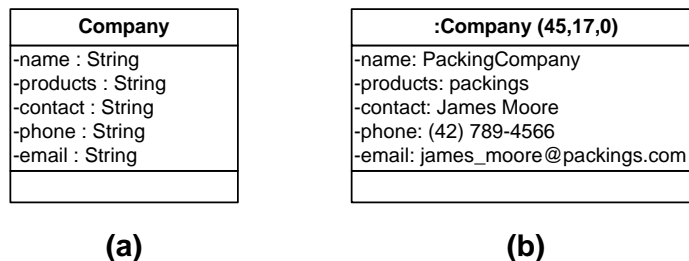 Company
-name : String
-products : String
-contact : String
-phone : String
-email : String
(a)
:Company (45,17,0)
-name: PackingCompany
-products: packings
-contact: James Moore
-phone: (42) 789-4566
-email: james_moore@packings.com
(b)